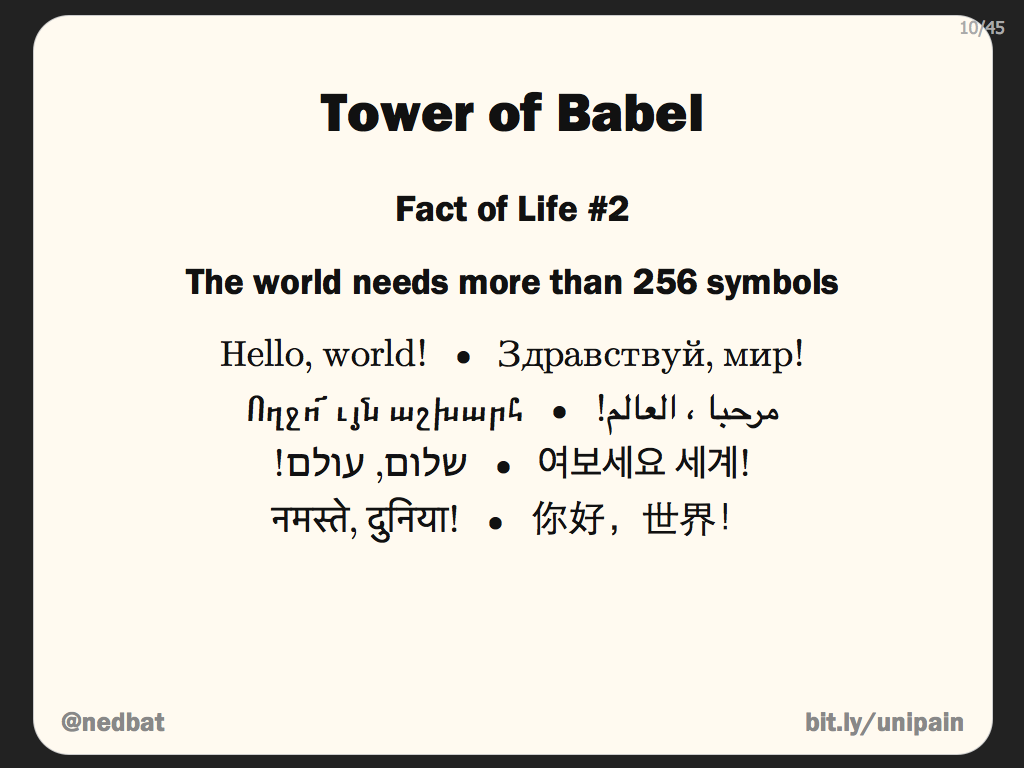 10/45
Tower of Babel
Fact of Life #2
The world needs more than 256 symbols
Hello, world! • Здравствуй, мир!
Ողջո՜ւյն աշխարհ • مرحبا ، العالم!
שלום, עולם! • 여보세요 세계!
नमस्ते, दुनिया! • 你好，世界！
@nedbat bit.ly/unipain